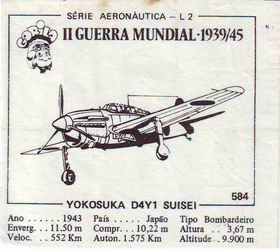 SÉRIE AERONÁUTICA - L 2
II GUERRA MUNDIAL - 1939/45
584
YOKOSUKA D4Y1 SUISEI
Ano ...... 1943 País ..... Japão Tipo Bombardeiro
Enverg. ... 11.50 m Compr. ... 10,22 m Altura .. 3,67 m
Veloc. ... 552 Km Auton. 1.575 Km Altitude . 9.900 m